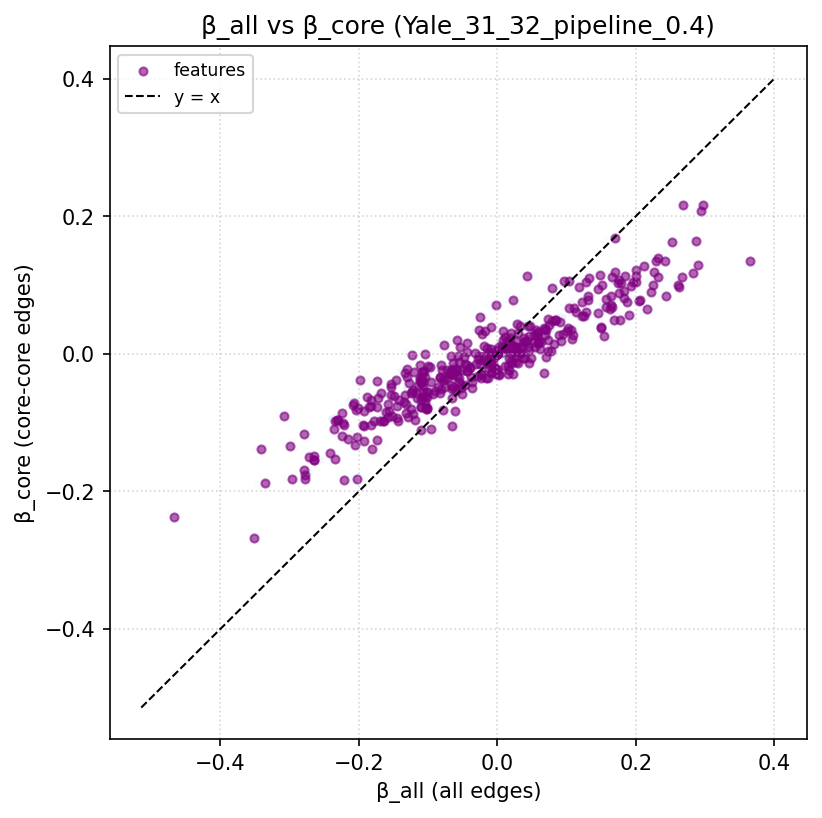 β_all vs β_core (Yale_31_32_pipeline_0.4)
features
y = x
0.4
0.2
0.0
−0.2
−0.4
β_core (core-core edges)
−0.4 −0.2 0.0 0.2 0.4
β_all (all edges)